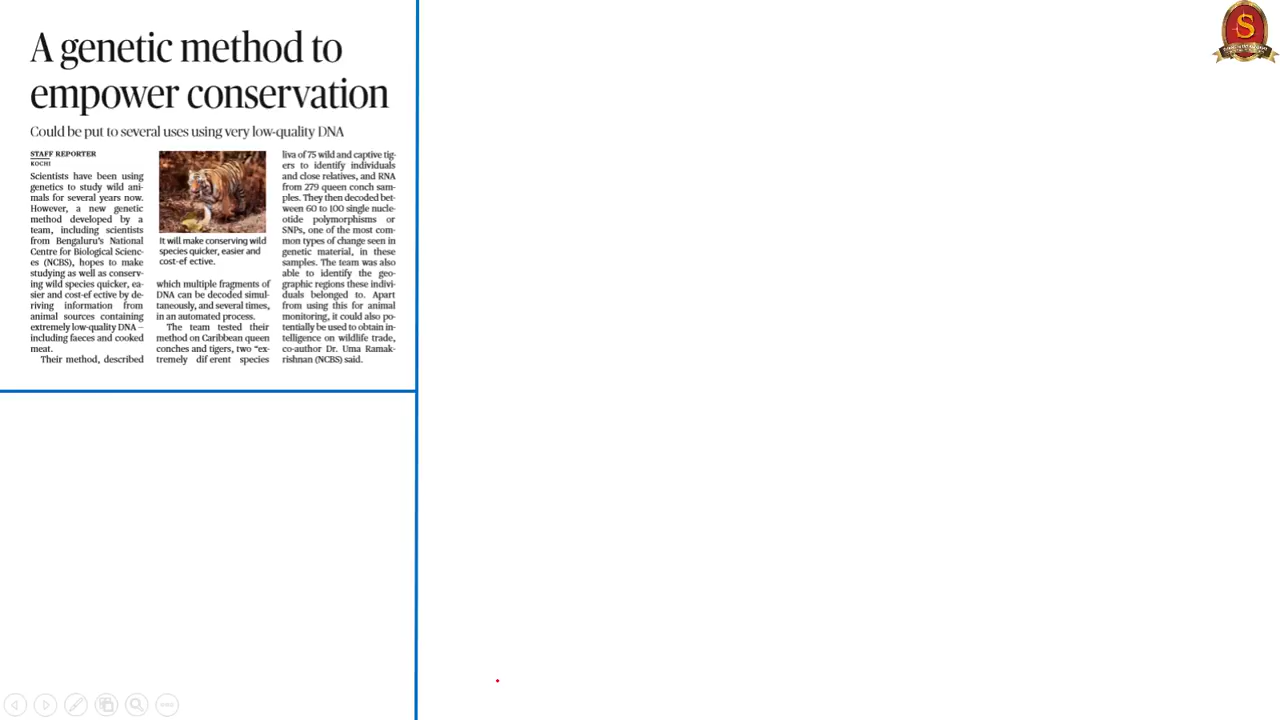 A genetic method to
empower conservation
Could be put to several uses using very low-quality DNA
STAFF REPORTER
KOCHI
Scientists have been using
genetics to study wild ani-
mals for several years now.
However, a new genetic
method developed by a
team, including scientists
from Bengaluru's National
Centre for Biological Scienc-
es (NCBS), hopes to make
studying as well as conserv-
ing wild species quicker, ea-
sier and cost-ef ective by de-
riving information from
animal sources containing
extremely low-quality DNA –
including faeces and cooked
meat.
Their method, described
It will make conserving wild
species quicker, easier and
cost-ef ective.
which multiple fragments of
DNA can be decoded simul-
taneously, and several times,
in an automated process.
The team tested their
method on Caribbean queen
conches and tigers, two "ex-
tremely dif erent species
liva of 75 wild and captive tig-
ers to identify individuals
and close relatives, and RNA
from 279 queen conch sam-
ples. They then decoded bet-
ween 60 to 100 single nucle-
otide polymorphisms or
SNPs, one of the most com-
mon types of change seen in
genetic material, in these
samples. The team was also
able to identify the geo-
graphic regions these indivi-
duals belonged to. Apart
from using this for animal
monitoring, it could also po-
tentially be used to obtain in-
telligence on wildlife trade,
co-author Dr. Uma Ramak-
rishnan (NCBS) said.
S